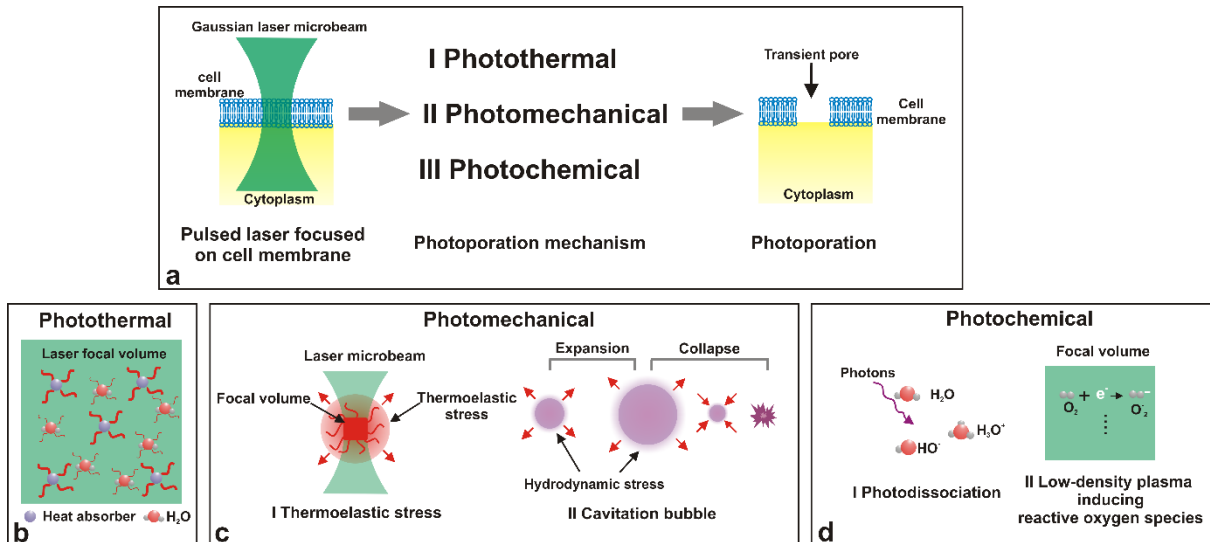 Gaussian laser microbeam
cell
membrane
Cytoplasm
Pulsed laser focused
on cell membrane
I Photothermal
II Photomechanical
III Photochemical
Photoporation mechanism
Transient pore
Cell
membrane
Cytoplasm
Photoporation
a
Photothermal
Laser focal volume
Heat absorber
H₂O
b
Photomechanical
Laser microbeam
Focal volume
Thermoelastic
stress
I Thermoelastic stress
Expansion
Collapse
Hydrodynamic stress
II Cavitation bubble
c
Photochemical
Photons
H₂O
H₃O⁺
HO⁻
I Photodissociation
Focal volume
+ e⁻
O₂
O⁻₂
II Low-density plasma
inducing
reactive oxygen species
d